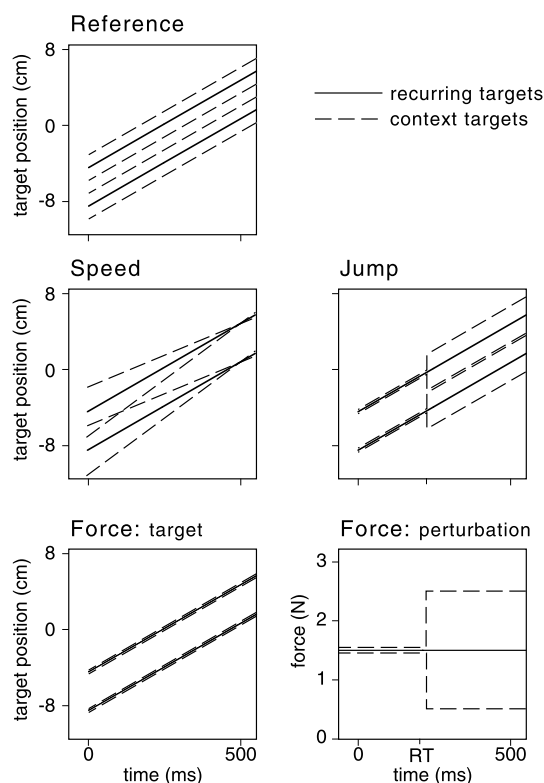 Reference
target position (cm)
8
0
-8
recurring targets
context targets
Speed
target position (cm)
8
0
-8
Jump
Force: target
target position (cm)
8
0
-8
0
500
time (ms)
Force: perturbation
force (N)
3
2
1
0
0
RT
500
time (ms)